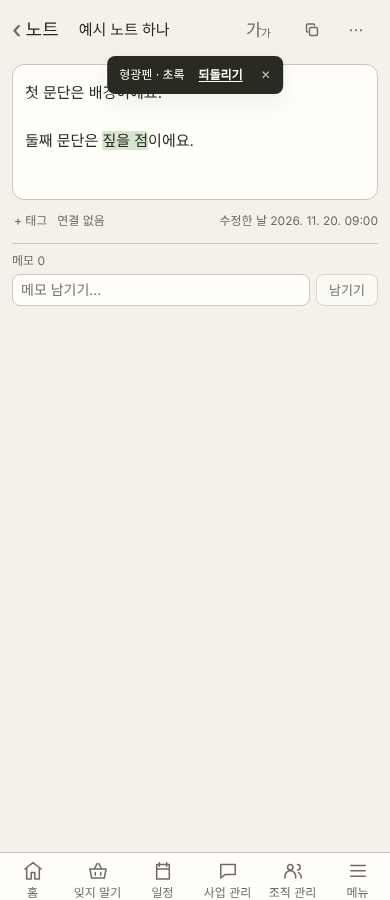 노트 예시 노트 하나 가가
형광펜 · 초록 되돌리기 ×
첫 문단은 배경이에요.
둘째 문단은 짚을 점이에요.
+ 태그 연결 없음 수정한 날 2026. 11. 20. 09:00
메모 0
메모 남기기... 남기기
홈 잊지 말기 일정 사업 관리 조직 관리 메뉴